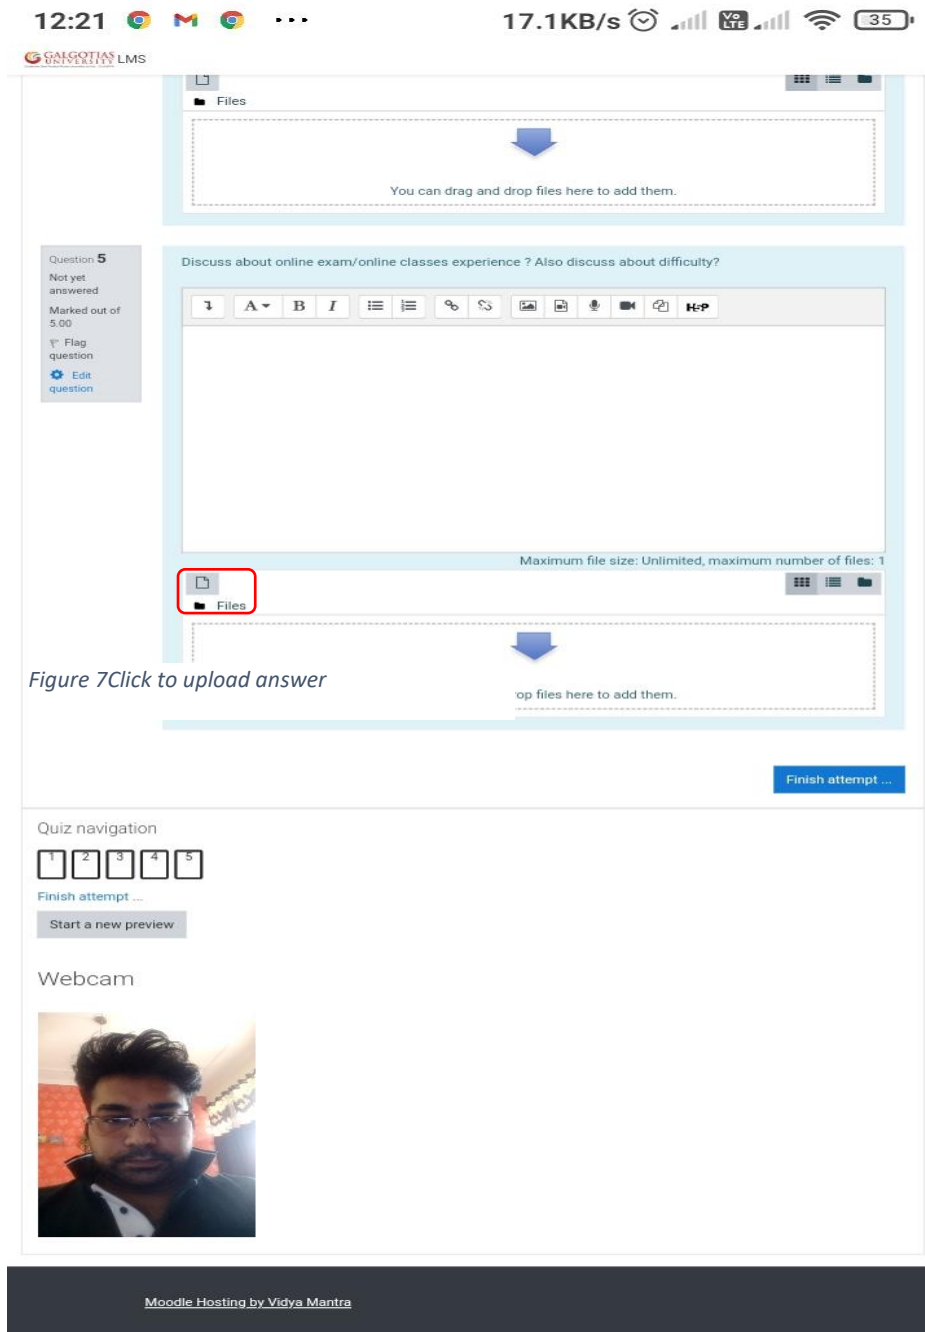 12:21 17.1KB/s Vo LTE 35
GALGOTIAS UNIVERSITY LMS
Files
You can drag and drop files here to add them.
Question 5
Not yet
answered
Marked out of
5.00
Flag
question
Edit
question
Discuss about online exam/online classes experience ? Also discuss about difficulty?
A B I H-P
Maximum file size: Unlimited, maximum number of files: 1
Files
Figure 7Click to upload answer
op files here to add them.
Finish attempt ...
Quiz navigation
1 2 3 4 5
Finish attempt ...
Start a new preview
Webcam
Moodle Hosting by Vidya Mantra